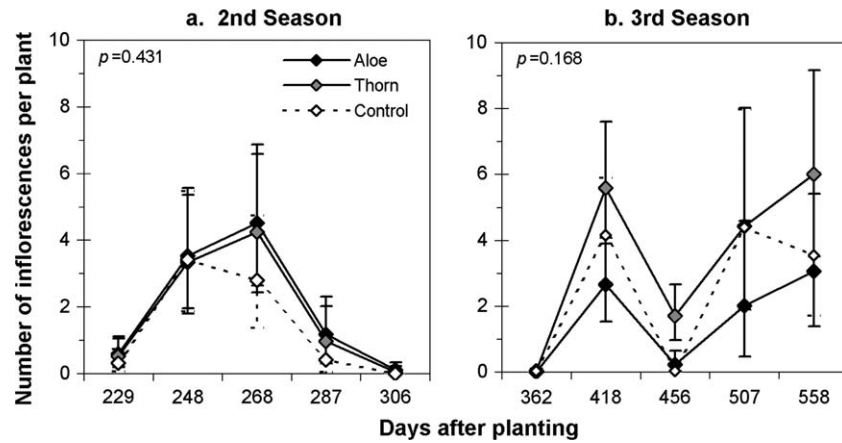 a. 2nd Season
b. 3rd Season
Number of inflorescences per plant
10
8
6
4
2
0
p=0.431
Aloe
Thorn
Control
229 248 268 287 306
10
8
6
4
2
0
p=0.168
362 418 456 507 558
Days after planting